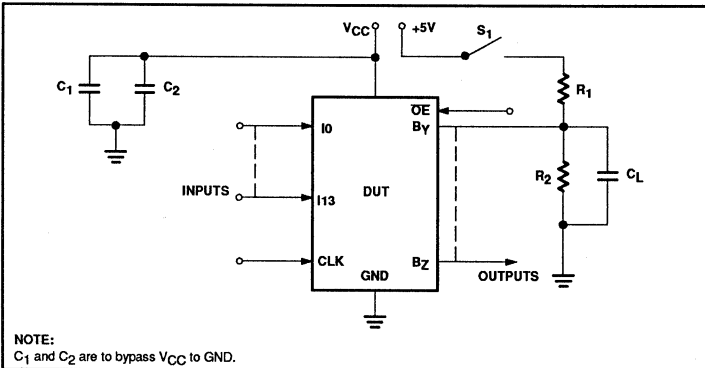 VCC +5V S1
C1 C2 R1
OE
I0 BY
INPUTS DUT R2 CL
I13
CLK BZ
GND OUTPUTS
NOTE:
C1 and C2 are to bypass VCC to GND.